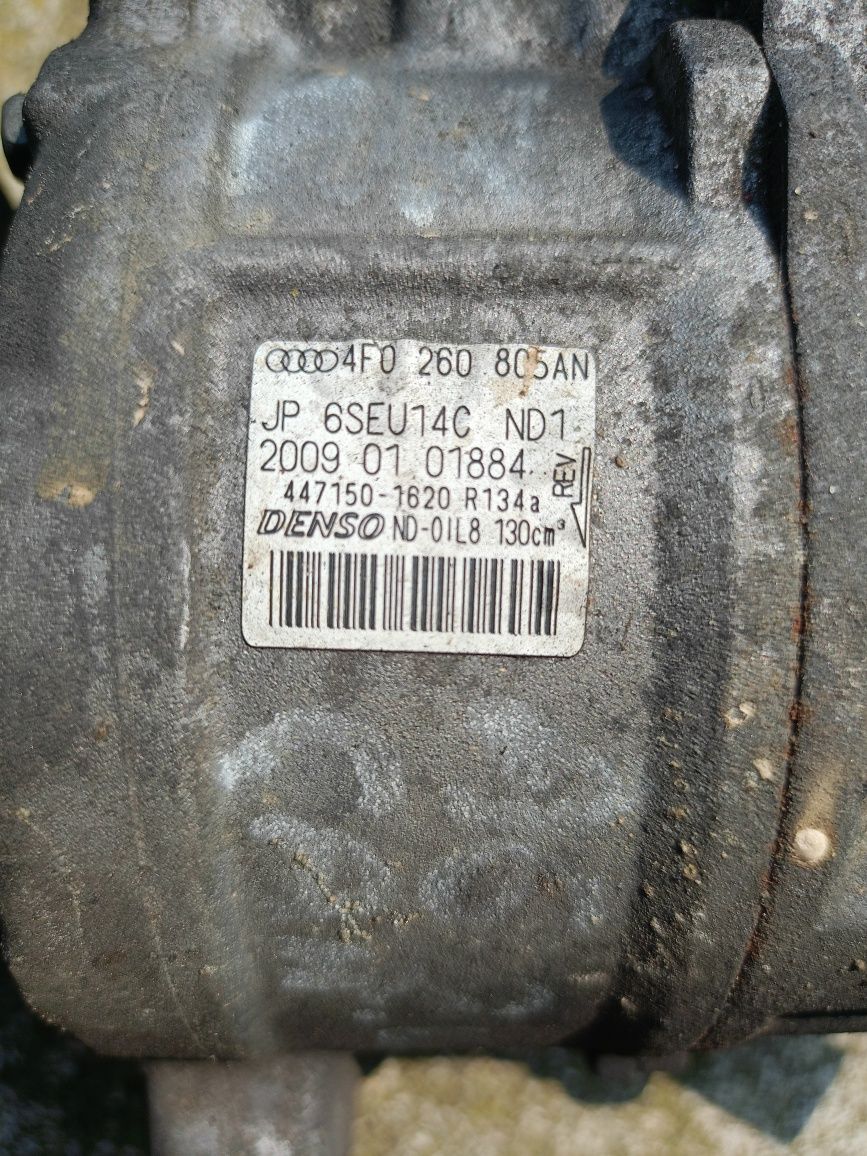 4F0 260 805AN
JP 6SEU14C ND1
2009 01 01884
REV
447150-1620 R134a
DENSO ND-OIL8 130cm³